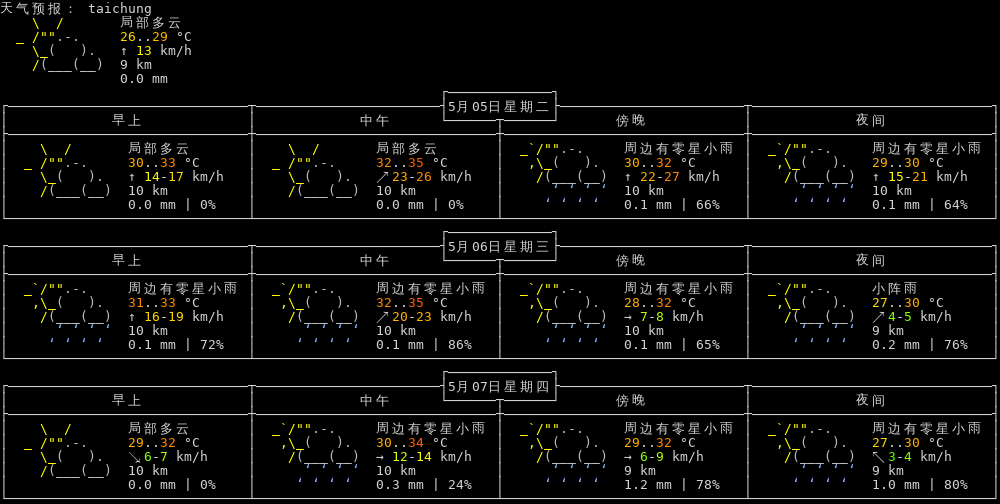 天气预报： taichung
局部多云
26..29 °C
↑ 13 km/h
9 km
0.0 mm
5月05日星期二
早上 中午 傍晚 夜间
局部多云 局部多云 周边有零星小雨 周边有零星小雨
30..33 °C 32..35 °C 30..32 °C 29..30 °C
↑ 14-17 km/h ↗ 23-26 km/h ↑ 22-27 km/h ↑ 15-21 km/h
10 km 10 km 10 km 10 km
0.0 mm | 0% 0.0 mm | 0% 0.1 mm | 66% 0.1 mm | 64%
5月06日星期三
早上 中午 傍晚 夜间
周边有零星小雨 周边有零星小雨 周边有零星小雨 小阵雨
31..33 °C 32..35 °C 28..32 °C 27..30 °C
↑ 16-19 km/h ↗ 20-23 km/h → 7-8 km/h ↗ 4-5 km/h
10 km 10 km 10 km 9 km
0.1 mm | 72% 0.1 mm | 86% 0.1 mm | 65% 0.2 mm | 76%
5月07日星期四
早上 中午 傍晚 夜间
局部多云 周边有零星小雨 周边有零星小雨 周边有零星小雨
29..32 °C 30..34 °C 29..32 °C 27..30 °C
↘ 6-7 km/h → 12-14 km/h → 6-9 km/h ↖ 3-4 km/h
10 km 10 km 9 km 9 km
0.0 mm | 0% 0.3 mm | 24% 1.2 mm | 78% 1.0 mm | 80%